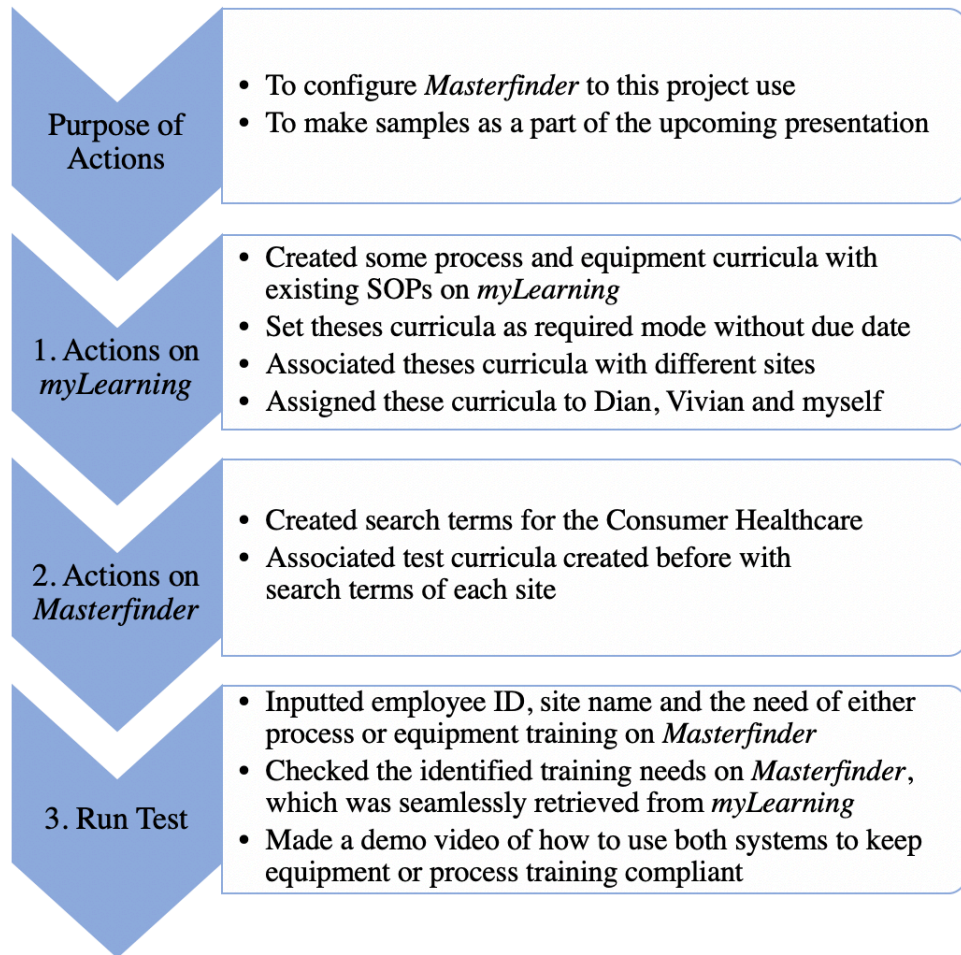 Purpose of
Actions
• To configure Masterfinder to this project use
• To make samples as a part of the upcoming presentation
1. Actions on
myLearning
• Created some process and equipment curricula with
existing SOPs on myLearning
• Set theses curricula as required mode without due date
• Associated theses curricula with different sites
• Assigned these curricula to Dian, Vivian and myself
2. Actions on
Masterfinder
• Created search terms for the Consumer Healthcare
• Associated test curricula created before with
search terms of each site
3. Run Test
• Inputted employee ID, site name and the need of either
process or equipment training on Masterfinder
• Checked the identified training needs on Masterfinder,
which was seamlessly retrieved from myLearning
• Made a demo video of how to use both systems to keep
equipment or process training compliant